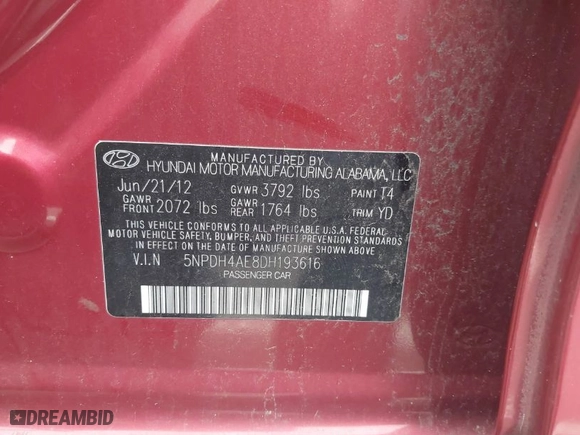 MANUFACTURED BY
HYUNDAI MOTOR MANUFACTURING ALABAMA, LLC
Jun/21/12 GVWR 3792 lbs PAINT T4
GAWR FRONT 2072 lbs GAWR REAR 1764 lbs TRIM YD
THIS VEHICLE CONFORMS TO ALL APPLICABLE U.S.A. FEDERAL
MOTOR VEHICLE SAFETY, BUMPER, AND THEFT PREVENTION STANDARDS
IN EFFECT ON THE DATE OF MANUFACTURE SHOWN ABOVE.
V.I.N 5NPDH4AE8DH193616
PASSENGER CAR
DREAMBID